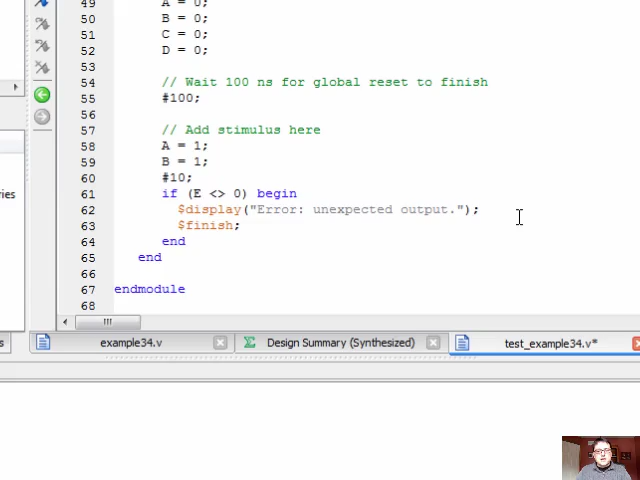 49 A = 0;
50 B = 0;
51 C = 0;
52 D = 0;
53
54 // Wait 100 ns for global reset to finish
55 #100;
56
57 // Add stimulus here
58 A = 1;
59 B = 1;
60 #10;
61 if (E <> 0) begin
62 $display("Error: unexpected output.");
63 $finish;
64 end
65 end
66
67 endmodule
68
ries
s
example34.v
Design Summary (Synthesized)
test_example34.v*